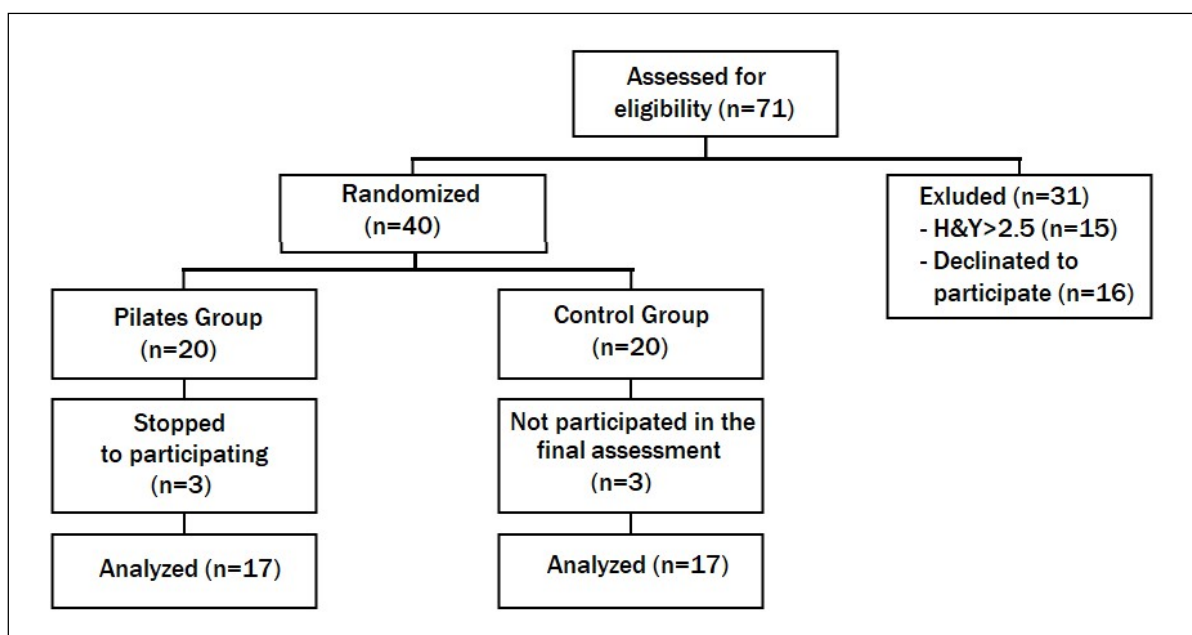 Assessed for
eligibility (n=71)
Randomized
(n=40)
Exluded (n=31)
- H&Y>2.5 (n=15)
- Declinated to
participate (n=16)
Pilates Group
(n=20)
Control Group
(n=20)
Stopped
to participating
(n=3)
Not participated in the
final assessment
(n=3)
Analyzed (n=17)
Analyzed (n=17)